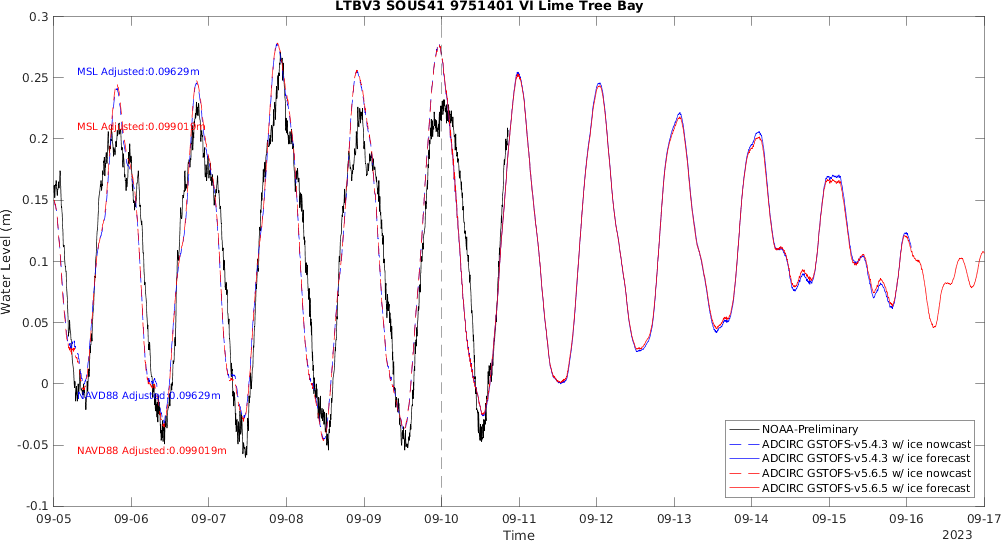 LTBV3 SOUS41 9751401 VI Lime Tree Bay
Water Level (m)
0.3
0.25
0.2
0.15
0.1
0.05
0
-0.05
-0.1
MSL Adjusted:0.09629m
MSL Adjusted:0.099019m
NAVD88 Adjusted:0.09629m
NAVD88 Adjusted:0.099019m
NOAA-Preliminary
ADCIRC GSTOFS-v5.4.3 w/ ice nowcast
ADCIRC GSTOFS-v5.4.3 w/ ice forecast
ADCIRC GSTOFS-v5.6.5 w/ ice nowcast
ADCIRC GSTOFS-v5.6.5 w/ ice forecast
09-05 09-06 09-07 09-08 09-09 09-10 09-11 09-12 09-13 09-14 09-15 09-16 09-17
Time
2023